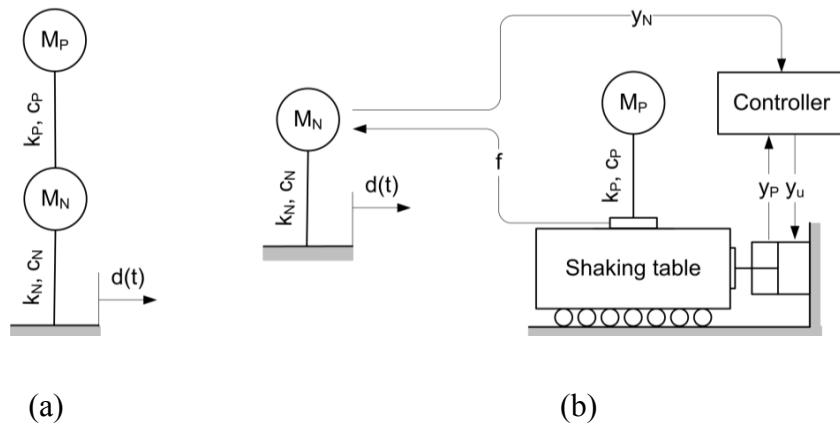 M_P
k_P, c_P
M_N
k_N, c_N
d(t)
(a)
y_N
M_N
k_N, c_N
d(t)
f
M_P
k_P, c_P
Controller
y_P y_u
Shaking table
(b)